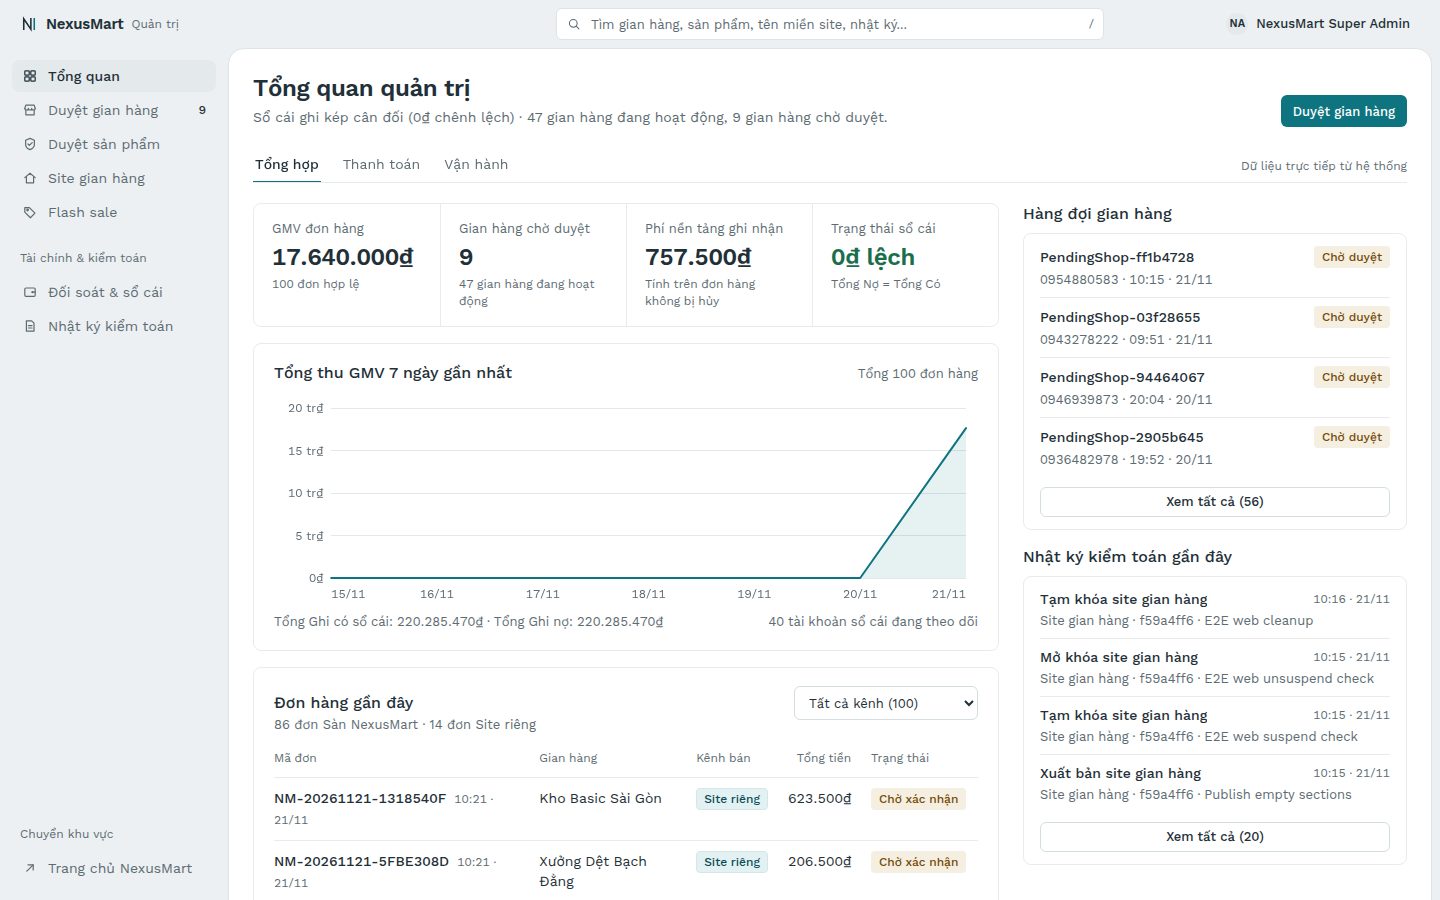 NexusMart Quản trị
Tìm gian hàng, sản phẩm, tên miền site, nhật ký...
/
NA NexusMart Super Admin
Tổng quan
Duyệt gian hàng 9
Duyệt sản phẩm
Site gian hàng
Flash sale
Tài chính & kiểm toán
Đối soát & sổ cái
Nhật ký kiểm toán
Chuyển khu vực
Trang chủ NexusMart
Tổng quan quản trị
Sổ cái ghi kép cân đối (0₫ chênh lệch) · 47 gian hàng đang hoạt động, 9 gian hàng chờ duyệt.
Duyệt gian hàng
Tổng hợp
Thanh toán
Vận hành
Dữ liệu trực tiếp từ hệ thống
GMV đơn hàng
17.640.000₫
100 đơn hợp lệ
Gian hàng chờ duyệt
9
47 gian hàng đang hoạt
động
Phí nền tảng ghi nhận
757.500₫
Tính trên đơn hàng
không bị hủy
Trạng thái sổ cái
0₫ lệch
Tổng Nợ = Tổng Có
Tổng thu GMV 7 ngày gần nhất
Tổng 100 đơn hàng
20 tr₫
15 tr₫
10 tr₫
5 tr₫
0₫
15/11 16/11 17/11 18/11 19/11 20/11 21/11
Tổng Ghi có sổ cái: 220.285.470₫ · Tổng Ghi nợ: 220.285.470₫
40 tài khoản sổ cái đang theo dõi
Đơn hàng gần đây
86 đơn Sàn NexusMart · 14 đơn Site riêng
Tất cả kênh (100)
Mã đơn Gian hàng Kênh bán Tổng tiền Trạng thái
NM-20261121-1318540F 10:21 · Kho Basic Sài Gòn Site riêng 623.500₫ Chờ xác nhận
21/11
NM-20261121-5FBE308D 10:21 · Xưởng Dệt Bạch Site riêng 206.500₫ Chờ xác nhận
21/11 Đằng
Hàng đợi gian hàng
PendingShop-ff1b4728 Chờ duyệt
0954880583 · 10:15 · 21/11
PendingShop-03f28655 Chờ duyệt
0943278222 · 09:51 · 21/11
PendingShop-94464067 Chờ duyệt
0946939873 · 20:04 · 20/11
PendingShop-2905b645 Chờ duyệt
0936482978 · 19:52 · 20/11
Xem tất cả (56)
Nhật ký kiểm toán gần đây
Tạm khóa site gian hàng 10:16 · 21/11
Site gian hàng · f59a4ff6 · E2E web cleanup
Mở khóa site gian hàng 10:15 · 21/11
Site gian hàng · f59a4ff6 · E2E web unsuspend check
Tạm khóa site gian hàng 10:15 · 21/11
Site gian hàng · f59a4ff6 · E2E web suspend check
Xuất bản site gian hàng 10:15 · 21/11
Site gian hàng · f59a4ff6 · Publish empty sections
Xem tất cả (20)